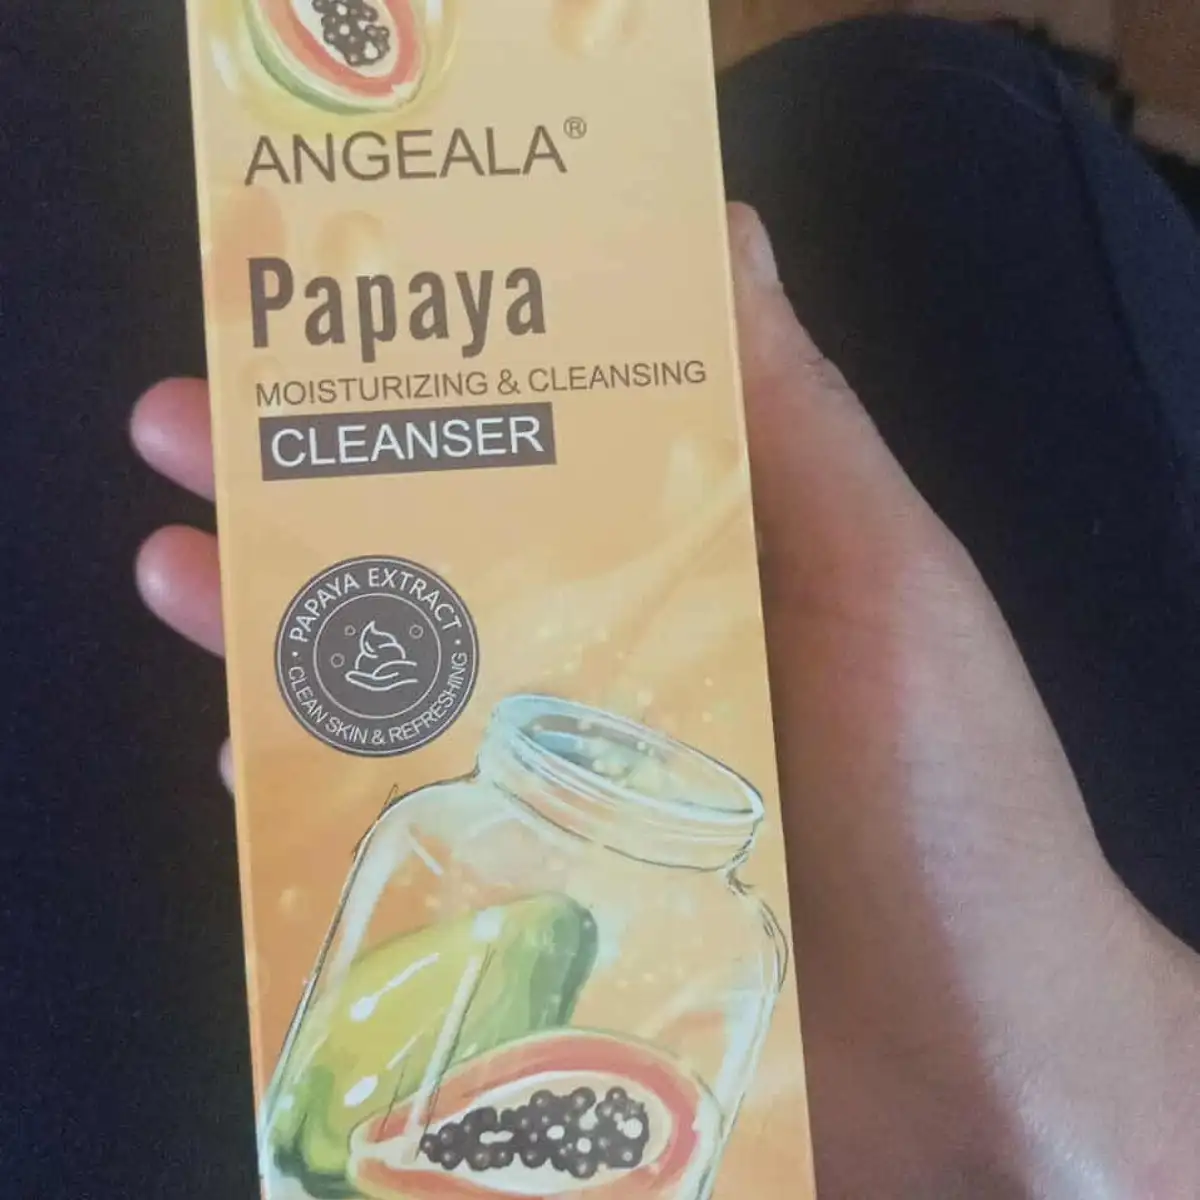 ANGEALA®
Papaya
MOISTURIZING & CLEANSING
CLEANSER
PAPAYA EXTRACT
· CLEAN SKIN & REFRESHING ·